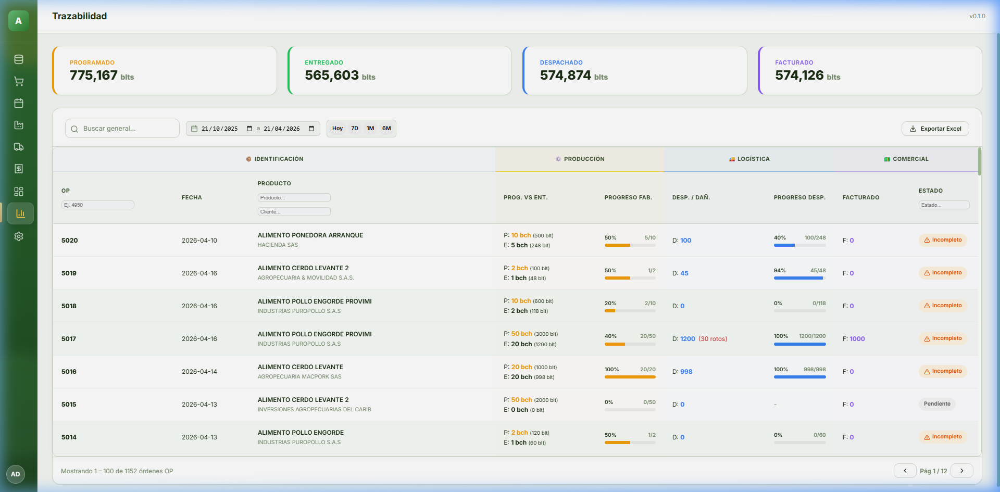 A
Trazabilidad
v0.1.0
PROGRAMADO
775,167 blts
ENTREGADO
565,603 blts
DESPACHADO
574,874 blts
FACTURADO
574,126 blts
Buscar general...
21/10/2025 a 21/04/2026
Hoy 7D 1M 6M
Exportar Excel
IDENTIFICACIÓN
PRODUCCIÓN
LOGÍSTICA
COMERCIAL
OP
Ej. 4950
FECHA
PRODUCTO
Producto...
Cliente...
PROG. VS ENT.
PROGRESO FAB.
DESP. / DAÑ.
PROGRESO DESP.
FACTURADO
ESTADO
Estado...
5020
2026-04-10
ALIMENTO PONEDORA ARRANQUE
HACIENDA SAS
P: 10 bch (500 blt)
E: 5 bch (248 blt)
50% 5/10
D: 100
40% 100/248
F: 0
Incompleto
5019
2026-04-16
ALIMENTO CERDO LEVANTE 2
AGROPECUARIA & MOVILIDAD S.A.S.
P: 2 bch (100 blt)
E: 1 bch (48 blt)
50% 1/2
D: 45
94% 45/48
F: 0
Incompleto
5018
2026-04-16
ALIMENTO POLLO ENGORDE PROVIMI
INDUSTRIAS PUROPOLLO S.A.S
P: 10 bch (600 blt)
E: 2 bch (118 blt)
20% 2/10
D: 0
0% 0/118
F: 0
Incompleto
5017
2026-04-16
ALIMENTO POLLO ENGORDE PROVIMI
INDUSTRIAS PUROPOLLO S.A.S
P: 50 bch (3000 blt)
E: 20 bch (1200 blt)
40% 20/50
D: 1200 (30 rotos)
100% 1200/1200
F: 1000
Incompleto
5016
2026-04-14
ALIMENTO CERDO LEVANTE
AGROPECUARIA MACPORK SAS
P: 20 bch (1000 blt)
E: 20 bch (998 blt)
100% 20/20
D: 998
100% 998/998
F: 0
Incompleto
5015
2026-04-13
ALIMENTO CERDO LEVANTE 2
INVERSIONES AGROPECUARIAS DEL CARIB
P: 50 bch (2000 blt)
E: 0 bch (0 blt)
0% 0/50
D: 0
-
F: 0
Pendiente
5014
2026-04-13
ALIMENTO POLLO ENGORDE
INDUSTRIAS PUROPOLLO S.A.S
P: 2 bch (120 blt)
E: 1 bch (60 blt)
50% 1/2
D: 0
0% 0/60
F: 0
Incompleto
AD
Mostrando 1 – 100 de 1152 órdenes OP
Pág 1 / 12